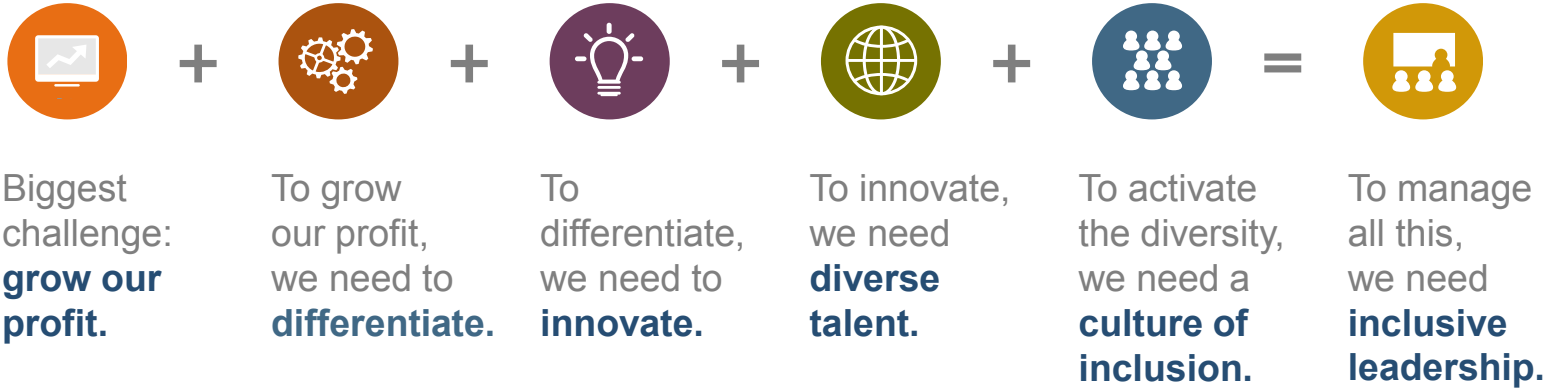 + + + + =
Biggest
challenge:
grow our
profit.
To grow
our profit,
we need to
differentiate.
To
differentiate,
we need to
innovate.
To innovate,
we need
diverse
talent.
To activate
the diversity,
we need a
culture of
inclusion.
To manage
all this,
we need
inclusive
leadership.